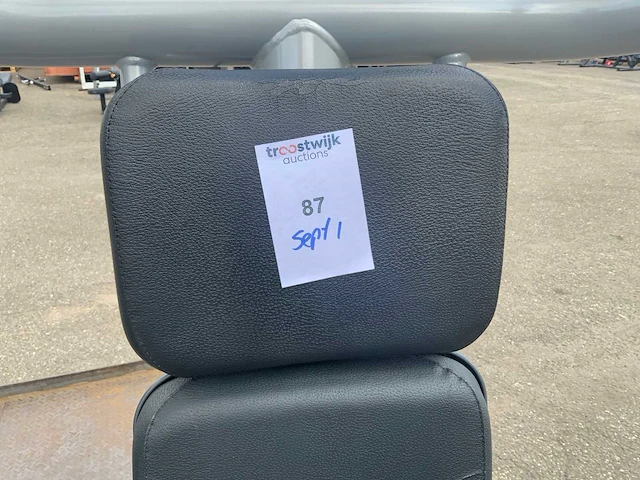 troostwijk
auctions
87
Sept 1